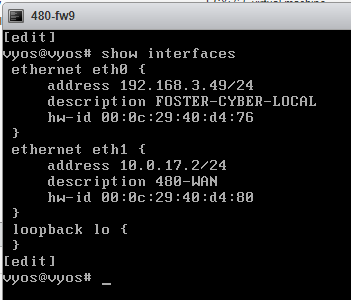 480-fw9
[edit]
vyos@vyos# show interfaces
 ethernet eth0 {
     address 192.168.3.49/24
     description FOSTER-CYBER-LOCAL
     hw-id 00:0c:29:40:d4:76
 }
 ethernet eth1 {
     address 10.0.17.2/24
     description 480-WAN
     hw-id 00:0c:29:40:d4:80
 }
 loopback lo {
 }
[edit]
vyos@vyos# _